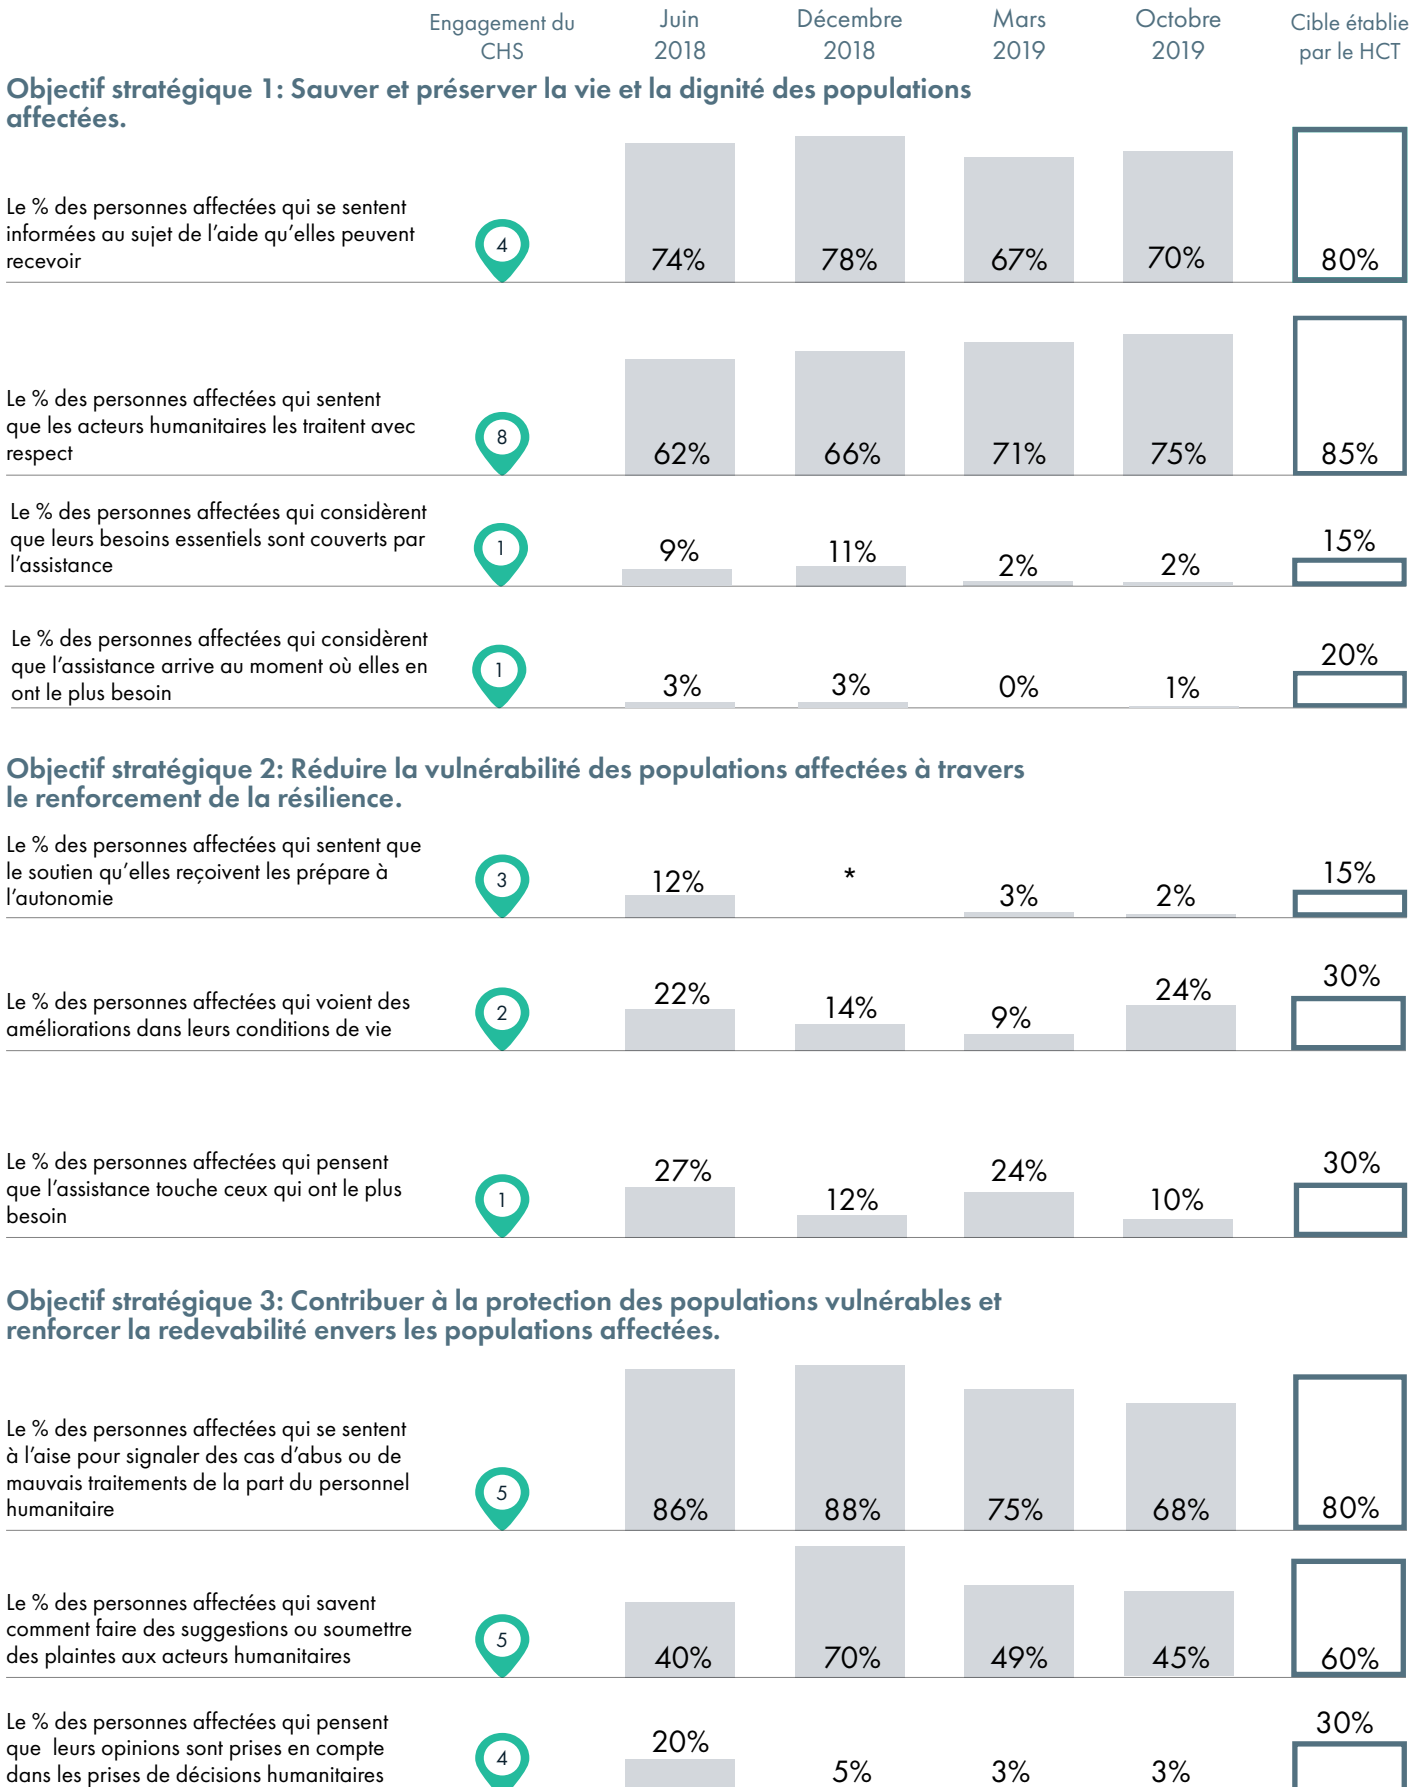 Engagement du
CHS
Juin
2018
Décembre
2018
Mars
2019
Octobre
2019
Cible établie
par le HCT
Objectif stratégique 1: Sauver et préserver la vie et la dignité des populations
affectées.
Le % des personnes affectées qui se sentent
informées au sujet de l’aide qu’elles peuvent
recevoir
4
74%
78%
67%
70%
80%
Le % des personnes affectées qui sentent
que les acteurs humanitaires les traitent avec
respect
8
62%
66%
71%
75%
85%
Le % des personnes affectées qui considèrent
que leurs besoins essentiels sont couverts par
l’assistance
1
9%
11%
2%
2%
15%
Le % des personnes affectées qui considèrent
que l’assistance arrive au moment où elles en
ont le plus besoin
1
3%
3%
0%
1%
20%
Objectif stratégique 2: Réduire la vulnérabilité des populations affectées à travers
le renforcement de la résilience.
Le % des personnes affectées qui sentent que
le soutien qu’elles reçoivent les prépare à
l’autonomie
3
12%
*
3%
2%
15%
Le % des personnes affectées qui voient des
améliorations dans leurs conditions de vie
2
22%
14%
9%
24%
30%
Le % des personnes affectées qui pensent
que l’assistance touche ceux qui ont le plus
besoin
1
27%
12%
24%
10%
30%
Objectif stratégique 3: Contribuer à la protection des populations vulnérables et
renforcer la redevabilité envers les populations affectées.
Le % des personnes affectées qui se sentent
à l’aise pour signaler des cas d’abus ou de
mauvais traitements de la part du personnel
humanitaire
5
86%
88%
75%
68%
80%
Le % des personnes affectées qui savent
comment faire des suggestions ou soumettre
des plaintes aux acteurs humanitaires
5
40%
70%
49%
45%
60%
Le % des personnes affectées qui pensent
que leurs opinions sont prises en compte
dans les prises de décisions humanitaires
4
20%
5%
3%
3%
30%